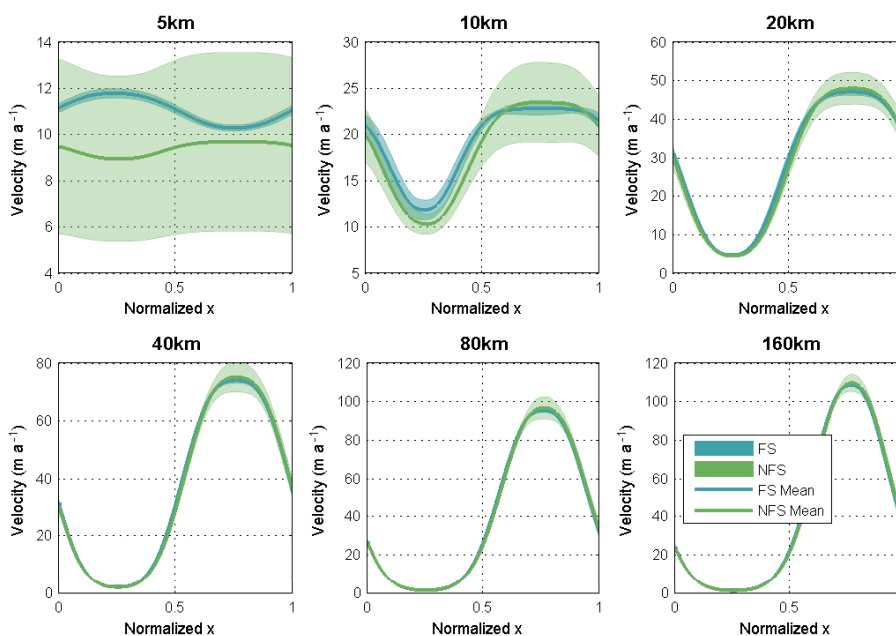 5km
10km
20km
14
12
10
8
6
4
Velocity (m a⁻¹)
0
0.5
1
Normalized x
30
25
20
15
10
5
Velocity (m a⁻¹)
0
0.5
1
Normalized x
60
50
40
30
20
10
0
Velocity (m a⁻¹)
0
0.5
Normalized x
40km
80km
160km
80
60
40
20
0
Velocity (m a⁻¹)
0
0.5
1
Normalized x
120
100
80
60
40
20
0
Velocity (m a⁻¹)
0
0.5
1
Normalized x
120
100
80
60
40
20
0
Velocity (m a⁻¹)
0
0.5
Normalized x
FS
NFS
FS Mean
NFS Mean